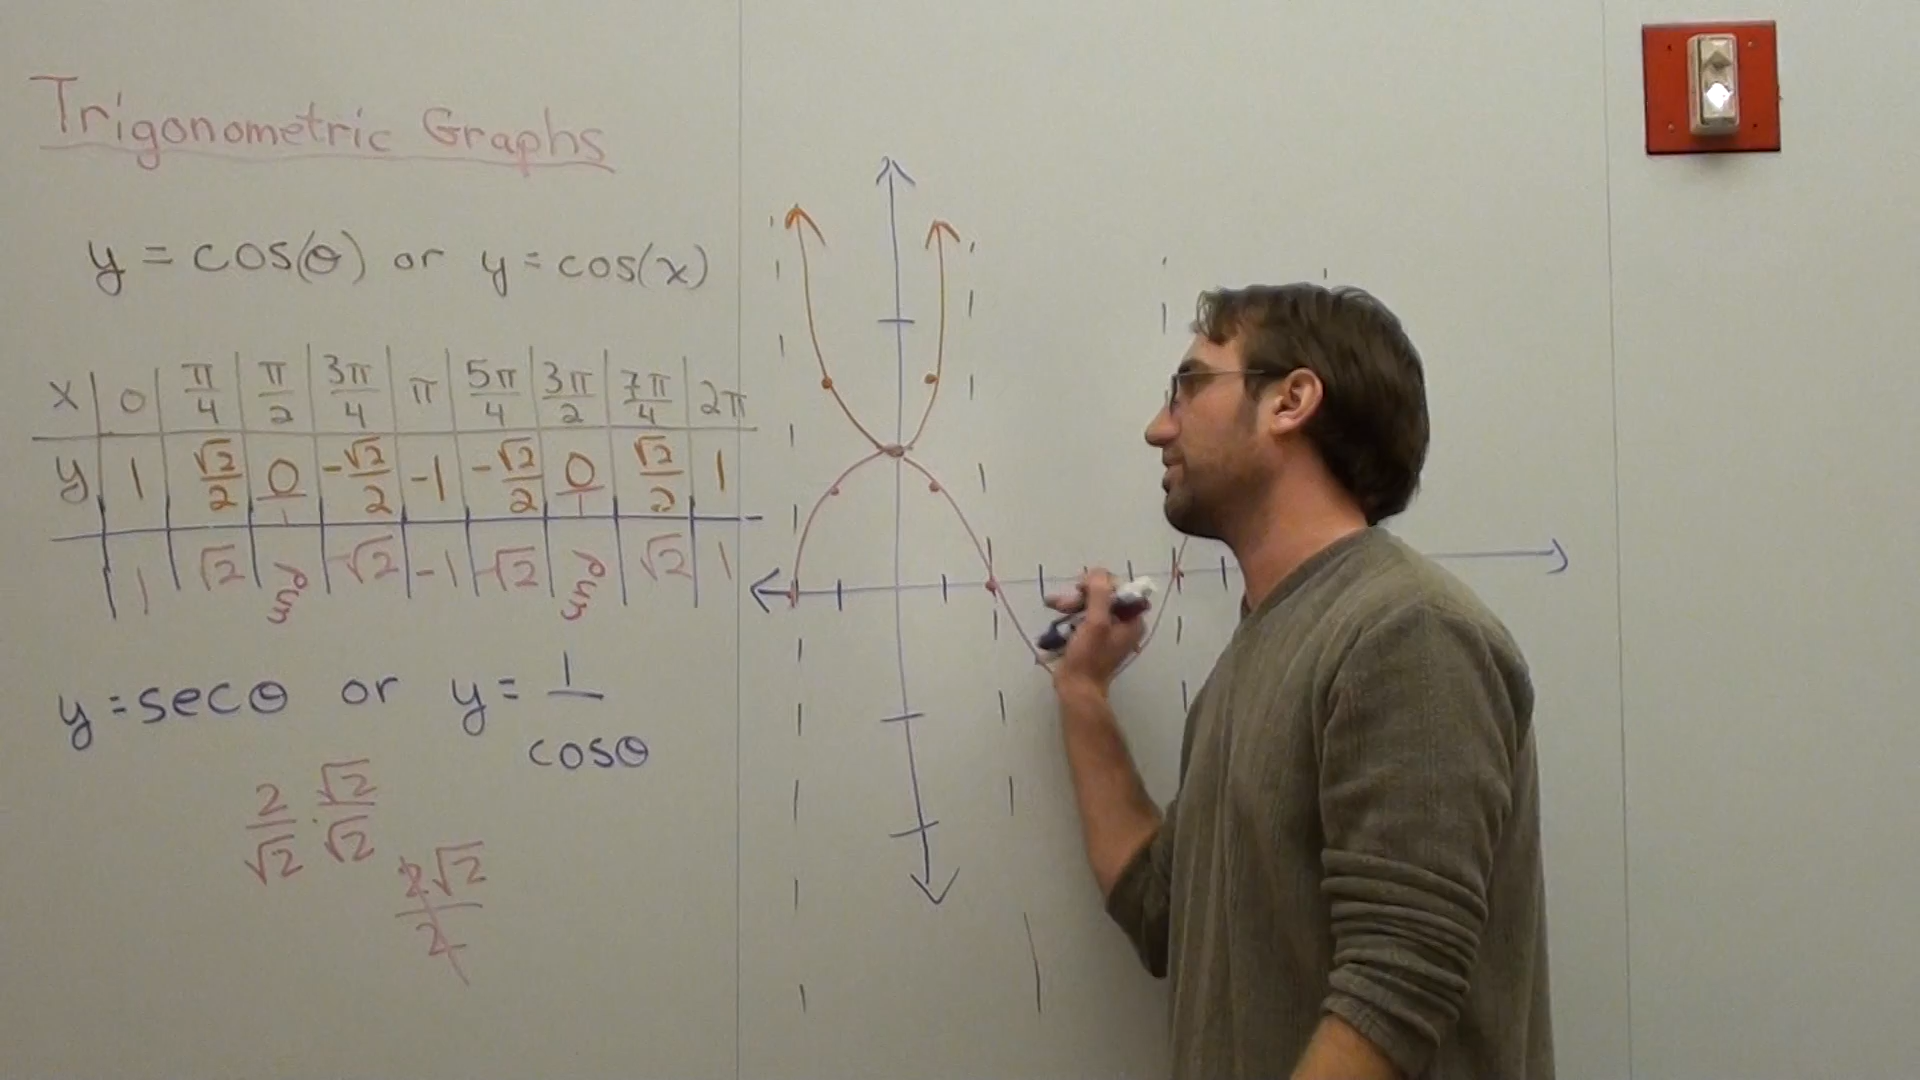 Trigonometric Graphs
y = cos(θ) or y = cos(x)
x | 0 | π/4 | π/2 | 3π/4 | π | 5π/4 | 3π/2 | 7π/4 | 2π
y | 1 | √2/2 | 0/1 | -√2/2 | -1 | -√2/2 | 0/1 | √2/2 | 1
1 | √2 | und | -√2 | -1 | -√2 | und | √2 | 1
y = secθ or y = 1/cosθ
2/√2 · √2/√2
2√2/2